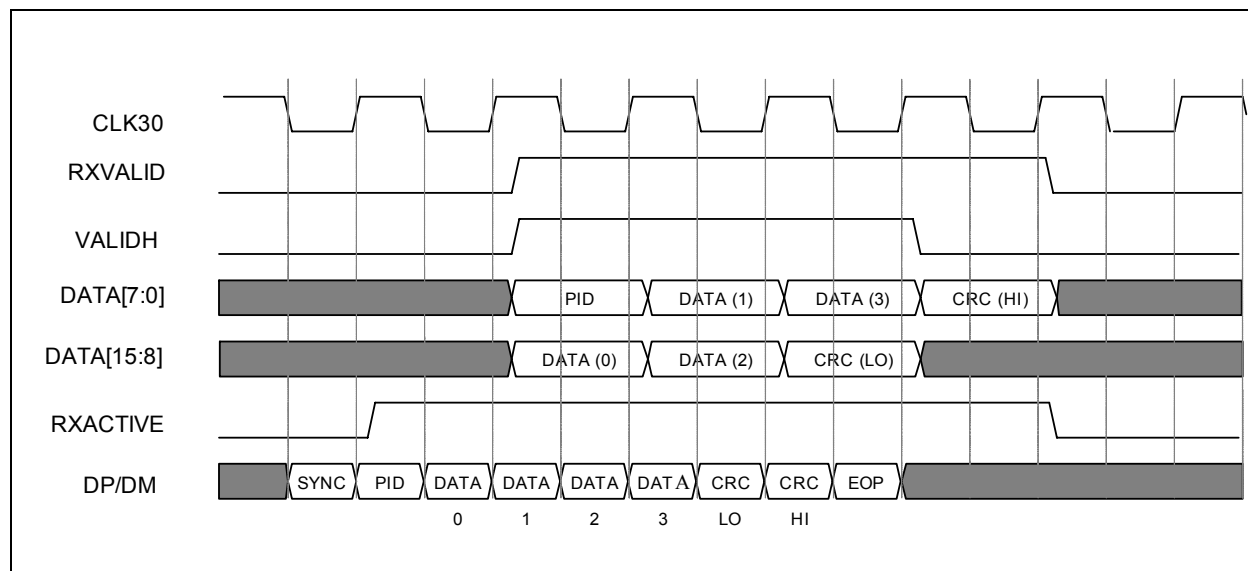 CLK30
RXVALID
VALIDH
DATA[7:0] PID DATA (1) DATA (3) CRC (HI)
DATA[15:8] DATA (0) DATA (2) CRC (LO)
RXACTIVE
DP/DM SYNC PID DATA DATA DATA DATA CRC CRC EOP
0 1 2 3 LO HI